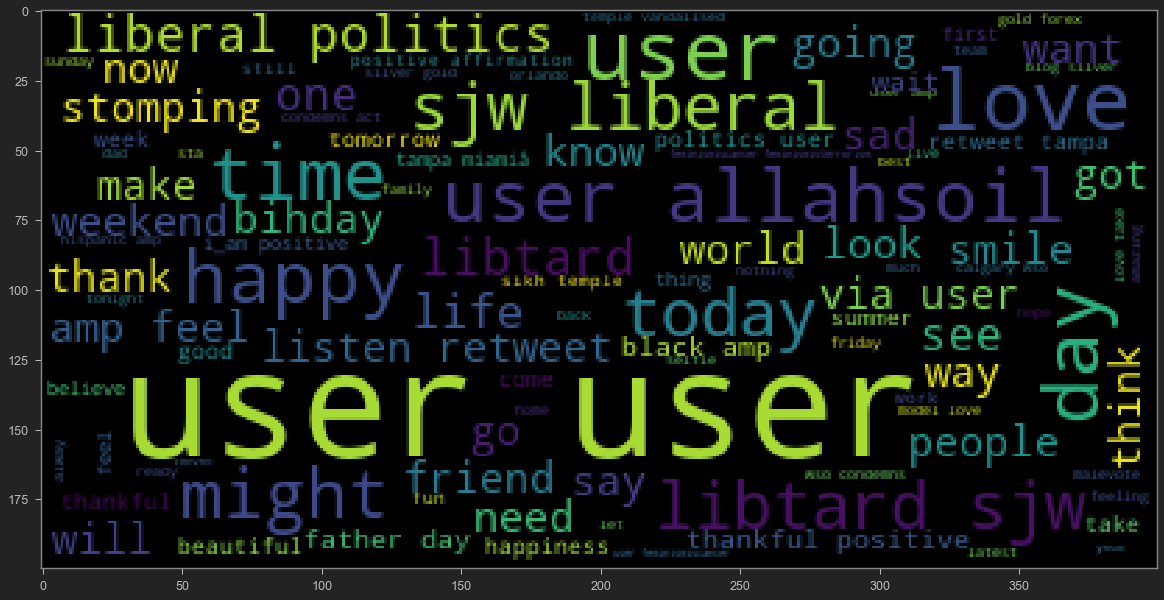 0
temple vandalised
gold forex
liberal politics
user
going
first
team
want
sunday
now
still
positive affirmation
silver gold
orlando
blog silver
25
stomping
one
condemns act
sjw liberal
wait
love
week
tomorrow
know
politics user
sad
retweet tampa
50
dad
sta
time
tampa miami
best
live
make
family
user allahsoil
got
75
weekend
bihday
hispanic amp
i_am positive
libtard
world
look
smile
love take
amazing
thank
happy
sikh temple
thing
nothing
much
calgary wso
100
tonight
life
back
today
via user
summer
nope
day
amp feel
good
listen retweet
black amp
selfie
friday
see
125
believe
user user
come
home
way
work
model love
think
150
always
feel
go
people
ready
friend
say
wso condemns
malevote
feeling
175
thankful
might
fun
need
let
libtard sjw
take
will
beautiful
father day
happiness
thankful positive
latest
0 50 100 150 200 250 300 350